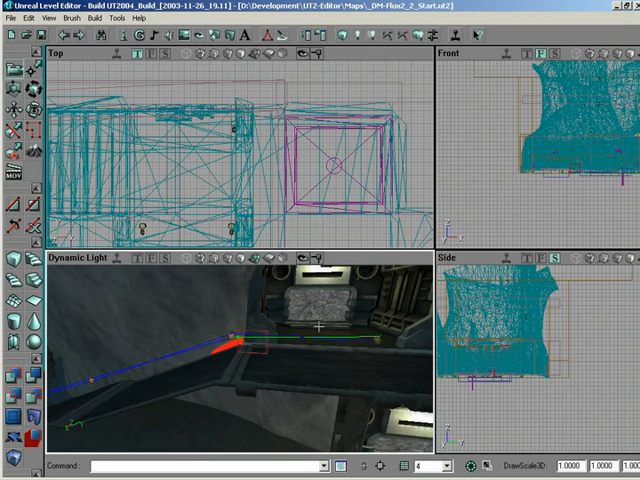 Unreal Level Editor - Build UT2004_Build_[2003-11-26_19.11] - [D:\Development\UT2-Editor\Maps\_DM-Flux2_2_Start.ut2]
File Edit View Brush Build Tools Help
Top T F S
Front T F S
MOV
Dynamic Light T F S
Side T F S
Command :
4
DrawScale3D: 1.0000 1.0000 1.000